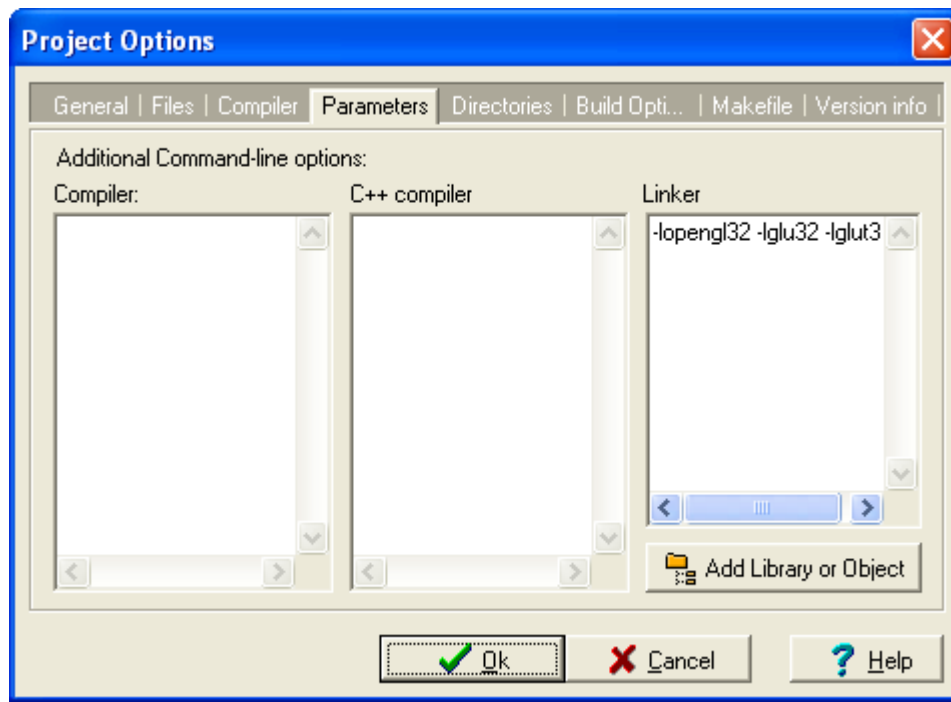 Project Options
General | Files | Compiler | Parameters | Directories | Build Opti... | Makefile | Version info |
Additional Command-line options:
Compiler: C++ compiler Linker
-lopengl32 -lglu32 -lglut3
Add Library or Object
Ok Cancel Help